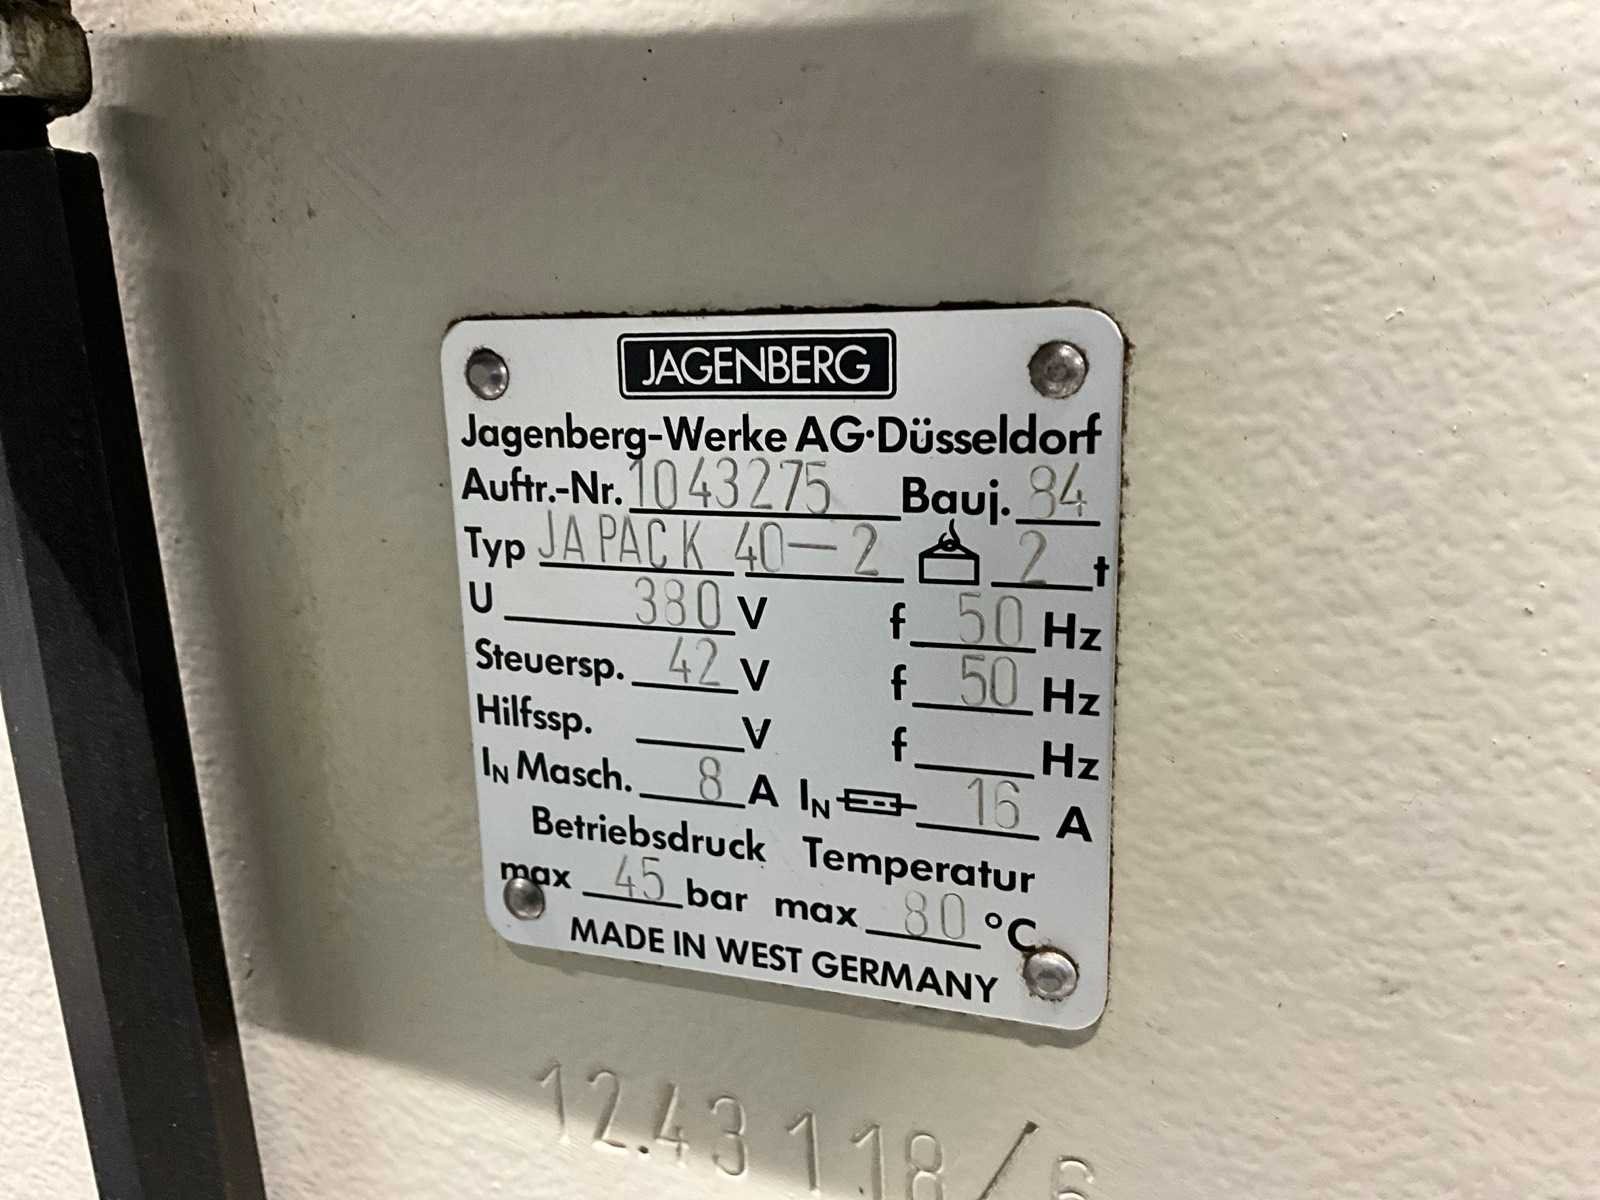 JAGENBERG
Jagenberg-Werke AG·Düsseldorf
Auftr.-Nr. 1043275 Bauj. 84
Typ JAPACK 40-2 2 t
U 380 V f 50 Hz
Steuersp. 42 V f 50 Hz
Hilfssp. V f Hz
IN Masch. 8 A IN 16 A
Betriebsdruck Temperatur
max 45 bar max 80 °C
MADE IN WEST GERMANY
12.43 118/6